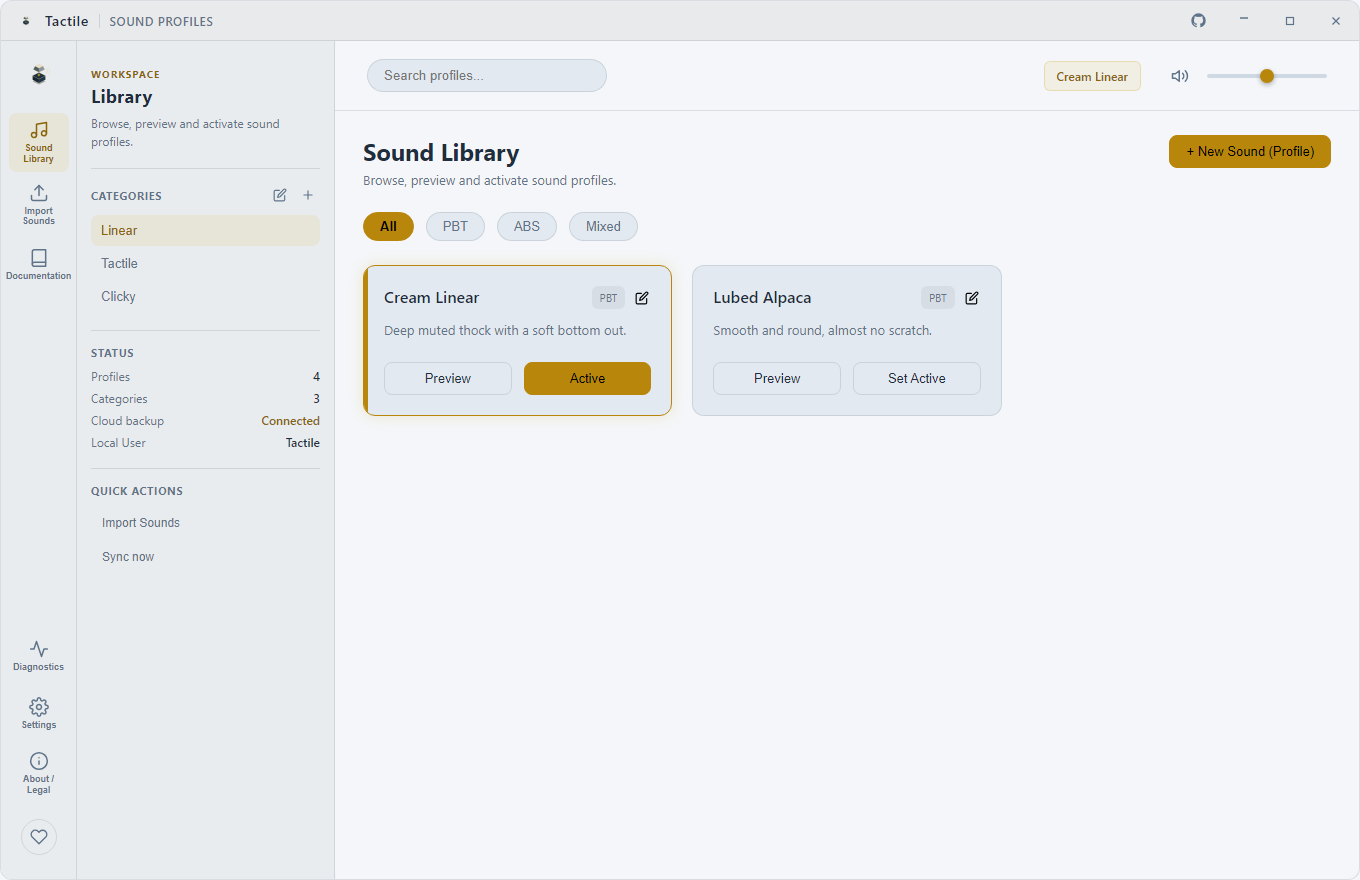 Tactile SOUND PROFILES
Sound
Library
Import
Sounds
Documentation
Diagnostics
Settings
About /
Legal
WORKSPACE
Library
Browse, preview and activate sound
profiles.
CATEGORIES
Linear
Tactile
Clicky
STATUS
Profiles 4
Categories 3
Cloud backup Connected
Local User Tactile
QUICK ACTIONS
Import Sounds
Sync now
Search profiles...
Cream Linear
Sound Library
+ New Sound (Profile)
Browse, preview and activate sound profiles.
All PBT ABS Mixed
Cream Linear PBT
Deep muted thock with a soft bottom out.
Preview Active
Lubed Alpaca PBT
Smooth and round, almost no scratch.
Preview Set Active